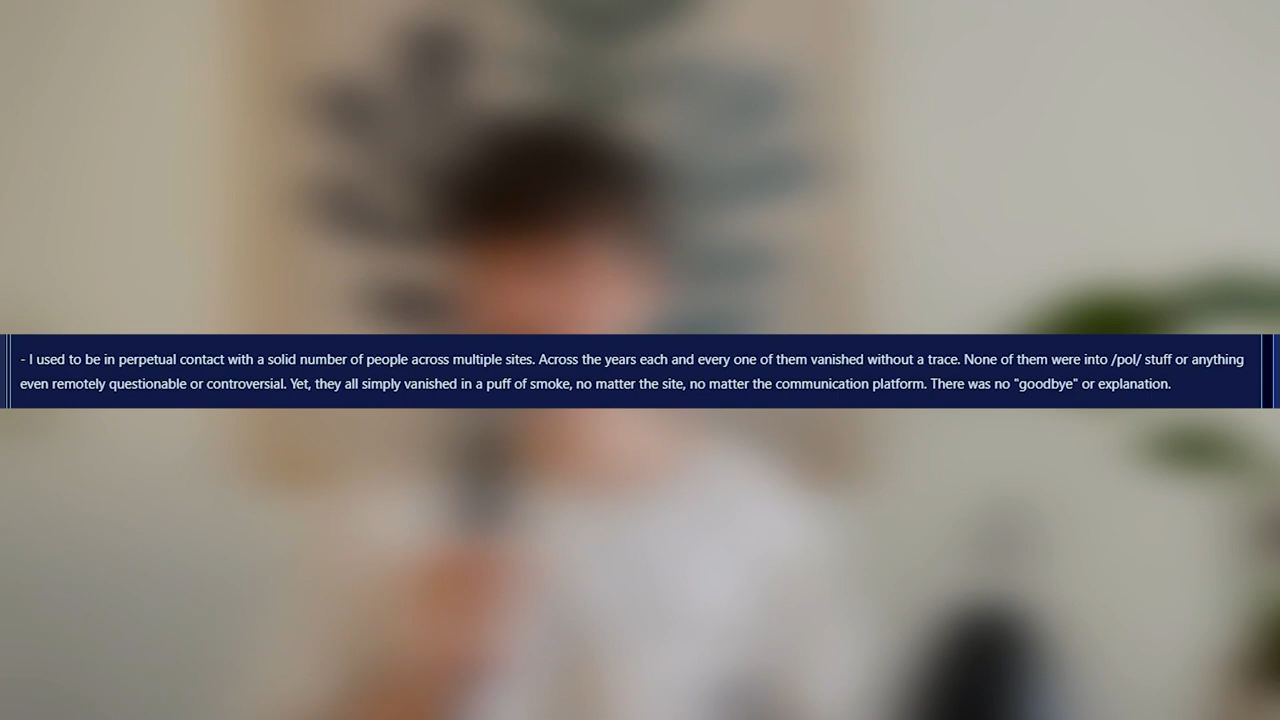 - I used to be in perpetual contact with a solid number of people across multiple sites. Across the years each and every one of them vanished without a trace. None of them were into /pol/ stuff or anything
even remotely questionable or controversial. Yet, they all simply vanished in a puff of smoke, no matter the site, no matter the communication platform. There was no "goodbye" or explanation.